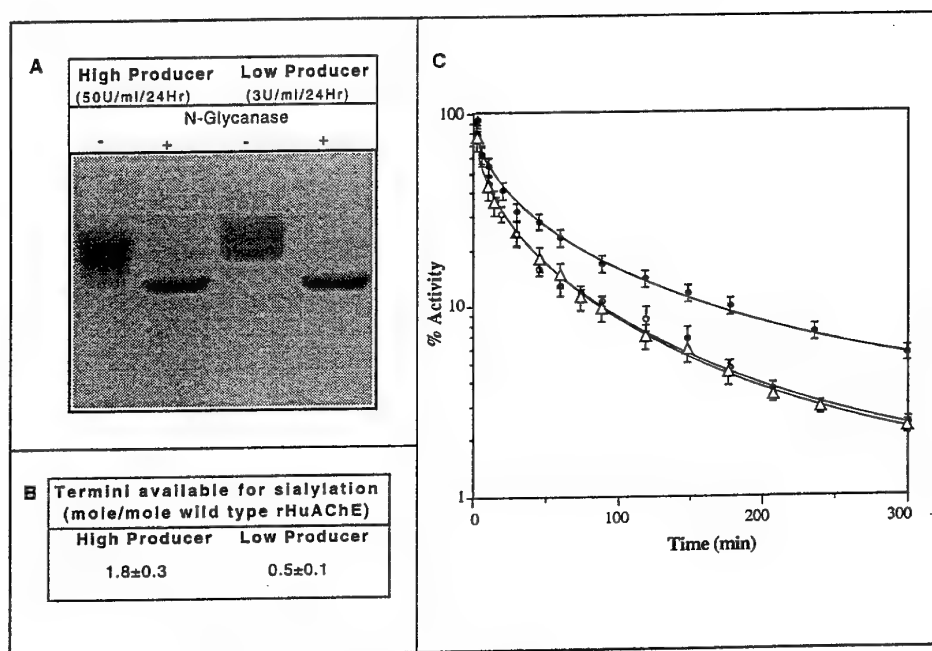 A
High Producer Low Producer
(50U/ml/24Hr) (3U/ml/24Hr)
N-Glycanase
- + - +
B
Termini available for sialylation
(mole/mole wild type rHuAChE)
High Producer Low Producer
1.8±0.3 0.5±0.1
C
100
10
1
% Activity
0 100 200 300
Time (min)